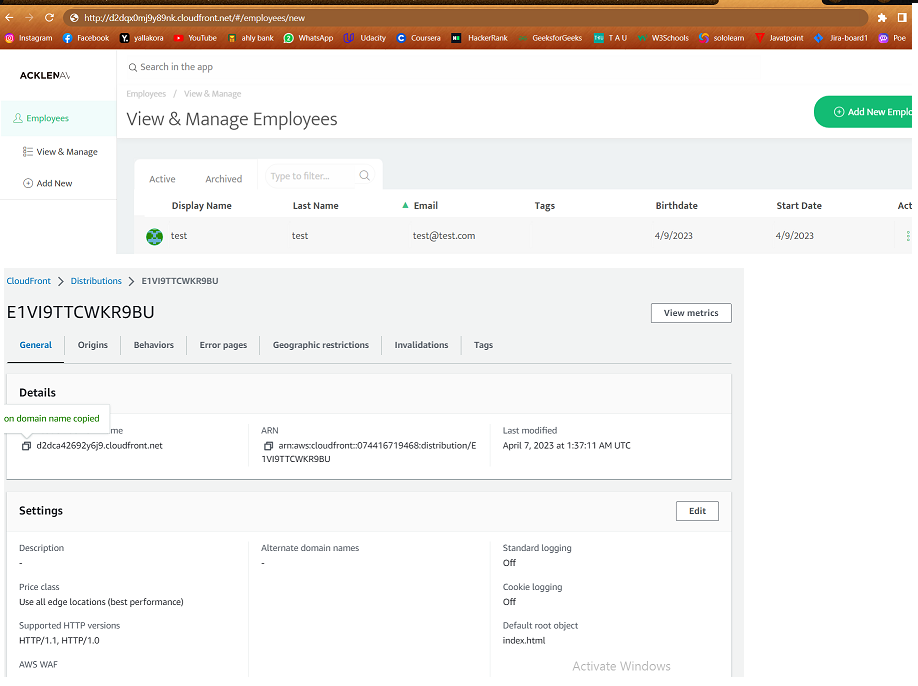 http://d2dqx0mj9y89nk.cloudfront.net/#/employees/new
Instagram Facebook yallakora YouTube ahly bank WhatsApp Udacity Coursera HackerRank GeeksforGeeks T A U W3Schools sololearn Javatpoint Jira-board1 Poe
ACKLENAV
Search in the app
Employees / View & Manage
View & Manage Employees
Add New Emplo
Employees
View & Manage
Add New
Active Archived Type to filter...
Display Name Last Name Email Tags Birthdate Start Date Act
test test test@test.com 4/9/2023 4/9/2023
CloudFront Distributions E1VI9TTCWKR9BU
E1VI9TTCWKR9BU
View metrics
General Origins Behaviors Error pages Geographic restrictions Invalidations Tags
Details
on domain name copied
me
d2dca42692y6j9.cloudfront.net
ARN
arn:aws:cloudfront::074416719468:distribution/E
1VI9TTCWKR9BU
Last modified
April 7, 2023 at 1:37:11 AM UTC
Settings
Edit
Description
-
Price class
Use all edge locations (best performance)
Supported HTTP versions
HTTP/1.1, HTTP/1.0
AWS WAF
Alternate domain names
-
Standard logging
Off
Cookie logging
Off
Default root object
index.html
Activate Windows